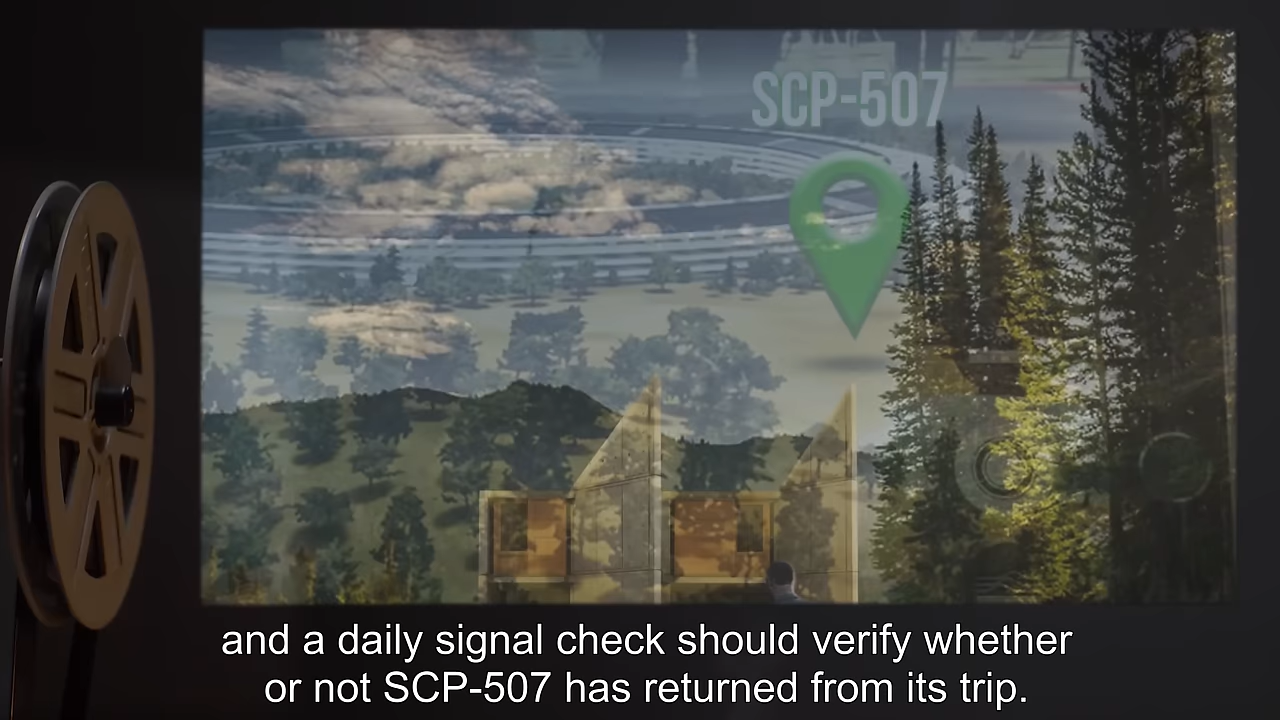 SCP-507
and a daily signal check should verify whether
or not SCP-507 has returned from its trip.